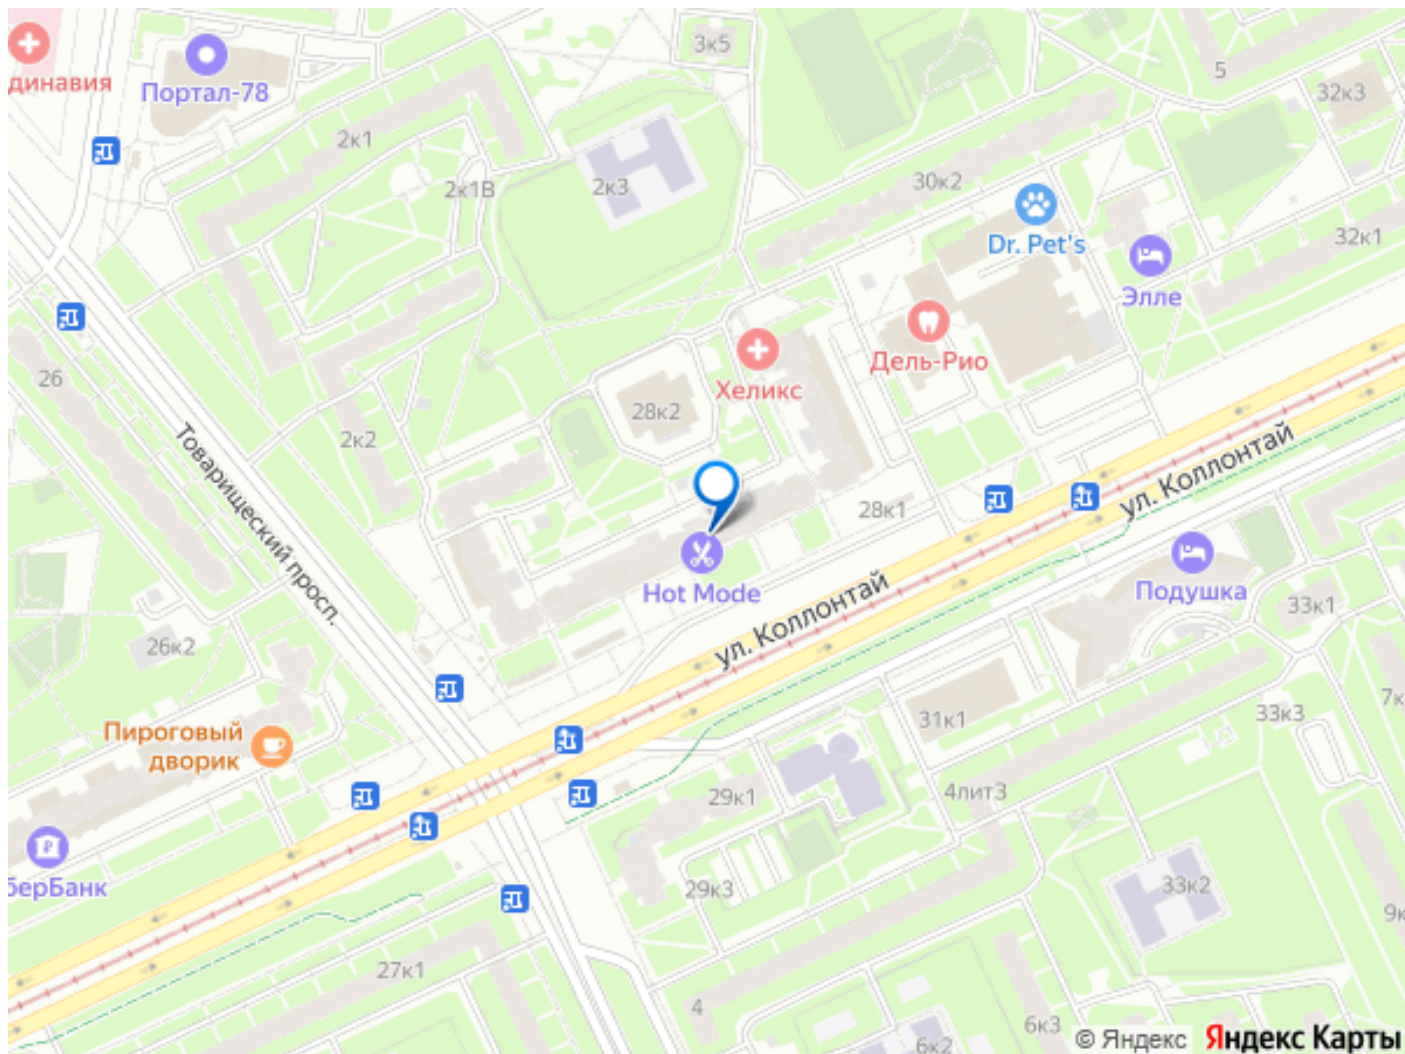 3к5
динавия
Портал-78
5
32к3
2к1
2к1В
2к3
30к2
Dr. Pet's
32к1
Элле
26
Дель-Рио
Хеликс
28к2
2к2
Товарищеский просп.
ул. Коллонтай
28к1
Hot Mode
Подушка
33к1
26к2
ул. Коллонтай
7к
31к1
33к3
Пироговый
дворик
29к1
4лит3
берБанк
29к3
33к2
9к
27к1
4
6к3
6к2
© Яндекс Яндекс Карты